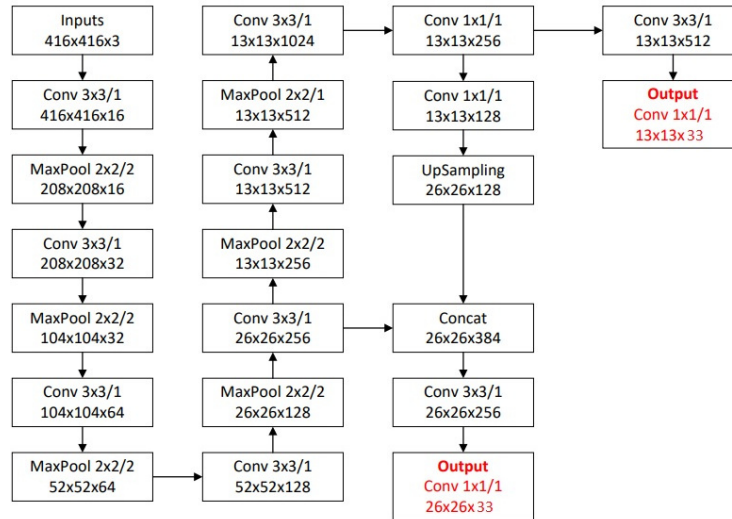 Inputs
416x416x3
Conv 3x3/1
416x416x16
MaxPool 2x2/2
208x208x16
Conv 3x3/1
208x208x32
MaxPool 2x2/2
104x104x32
Conv 3x3/1
104x104x64
MaxPool 2x2/2
52x52x64
Conv 3x3/1
13x13x1024
MaxPool 2x2/1
13x13x512
Conv 3x3/1
13x13x512
MaxPool 2x2/2
13x13x256
Conv 3x3/1
26x26x256
MaxPool 2x2/2
26x26x128
Conv 3x3/1
52x52x128
Conv 1x1/1
13x13x256
Conv 1x1/1
13x13x128
UpSampling
26x26x128
Concat
26x26x384
Conv 3x3/1
26x26x256
Output
Conv 1x1/1
26x26x33
Conv 3x3/1
13x13x512
Output
Conv 1x1/1
13x13x33